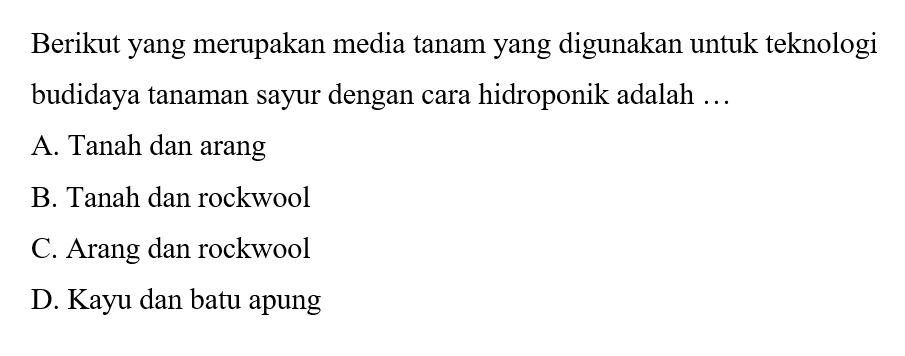 Berikut yang merupakan media tanam yang digunakan untuk teknologi
budidaya tanaman sayur dengan cara hidroponik adalah …
A. Tanah dan arang
B. Tanah dan rockwool
C. Arang dan rockwool
D. Kayu dan batu apung